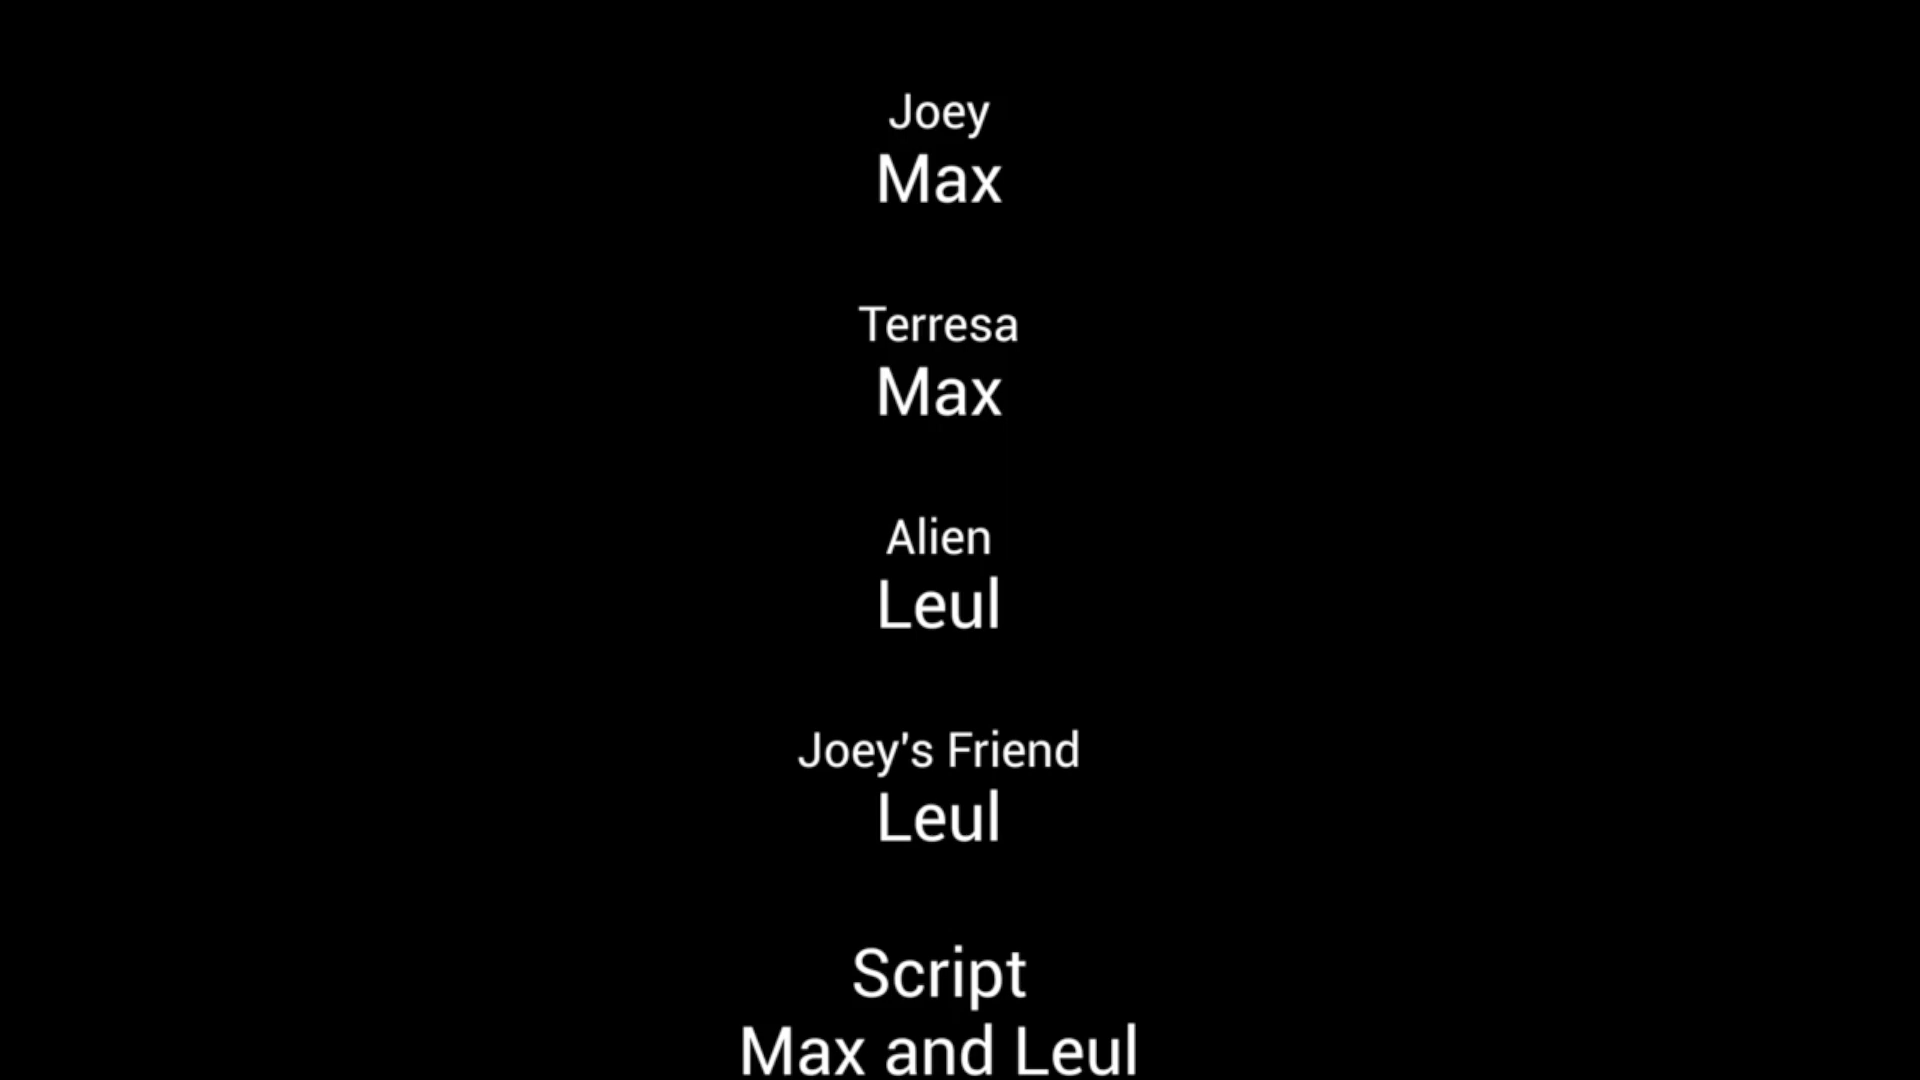 Joey
Max
Terresa
Max
Alien
Leul
Joey's Friend
Leul
Script
Max and Leul